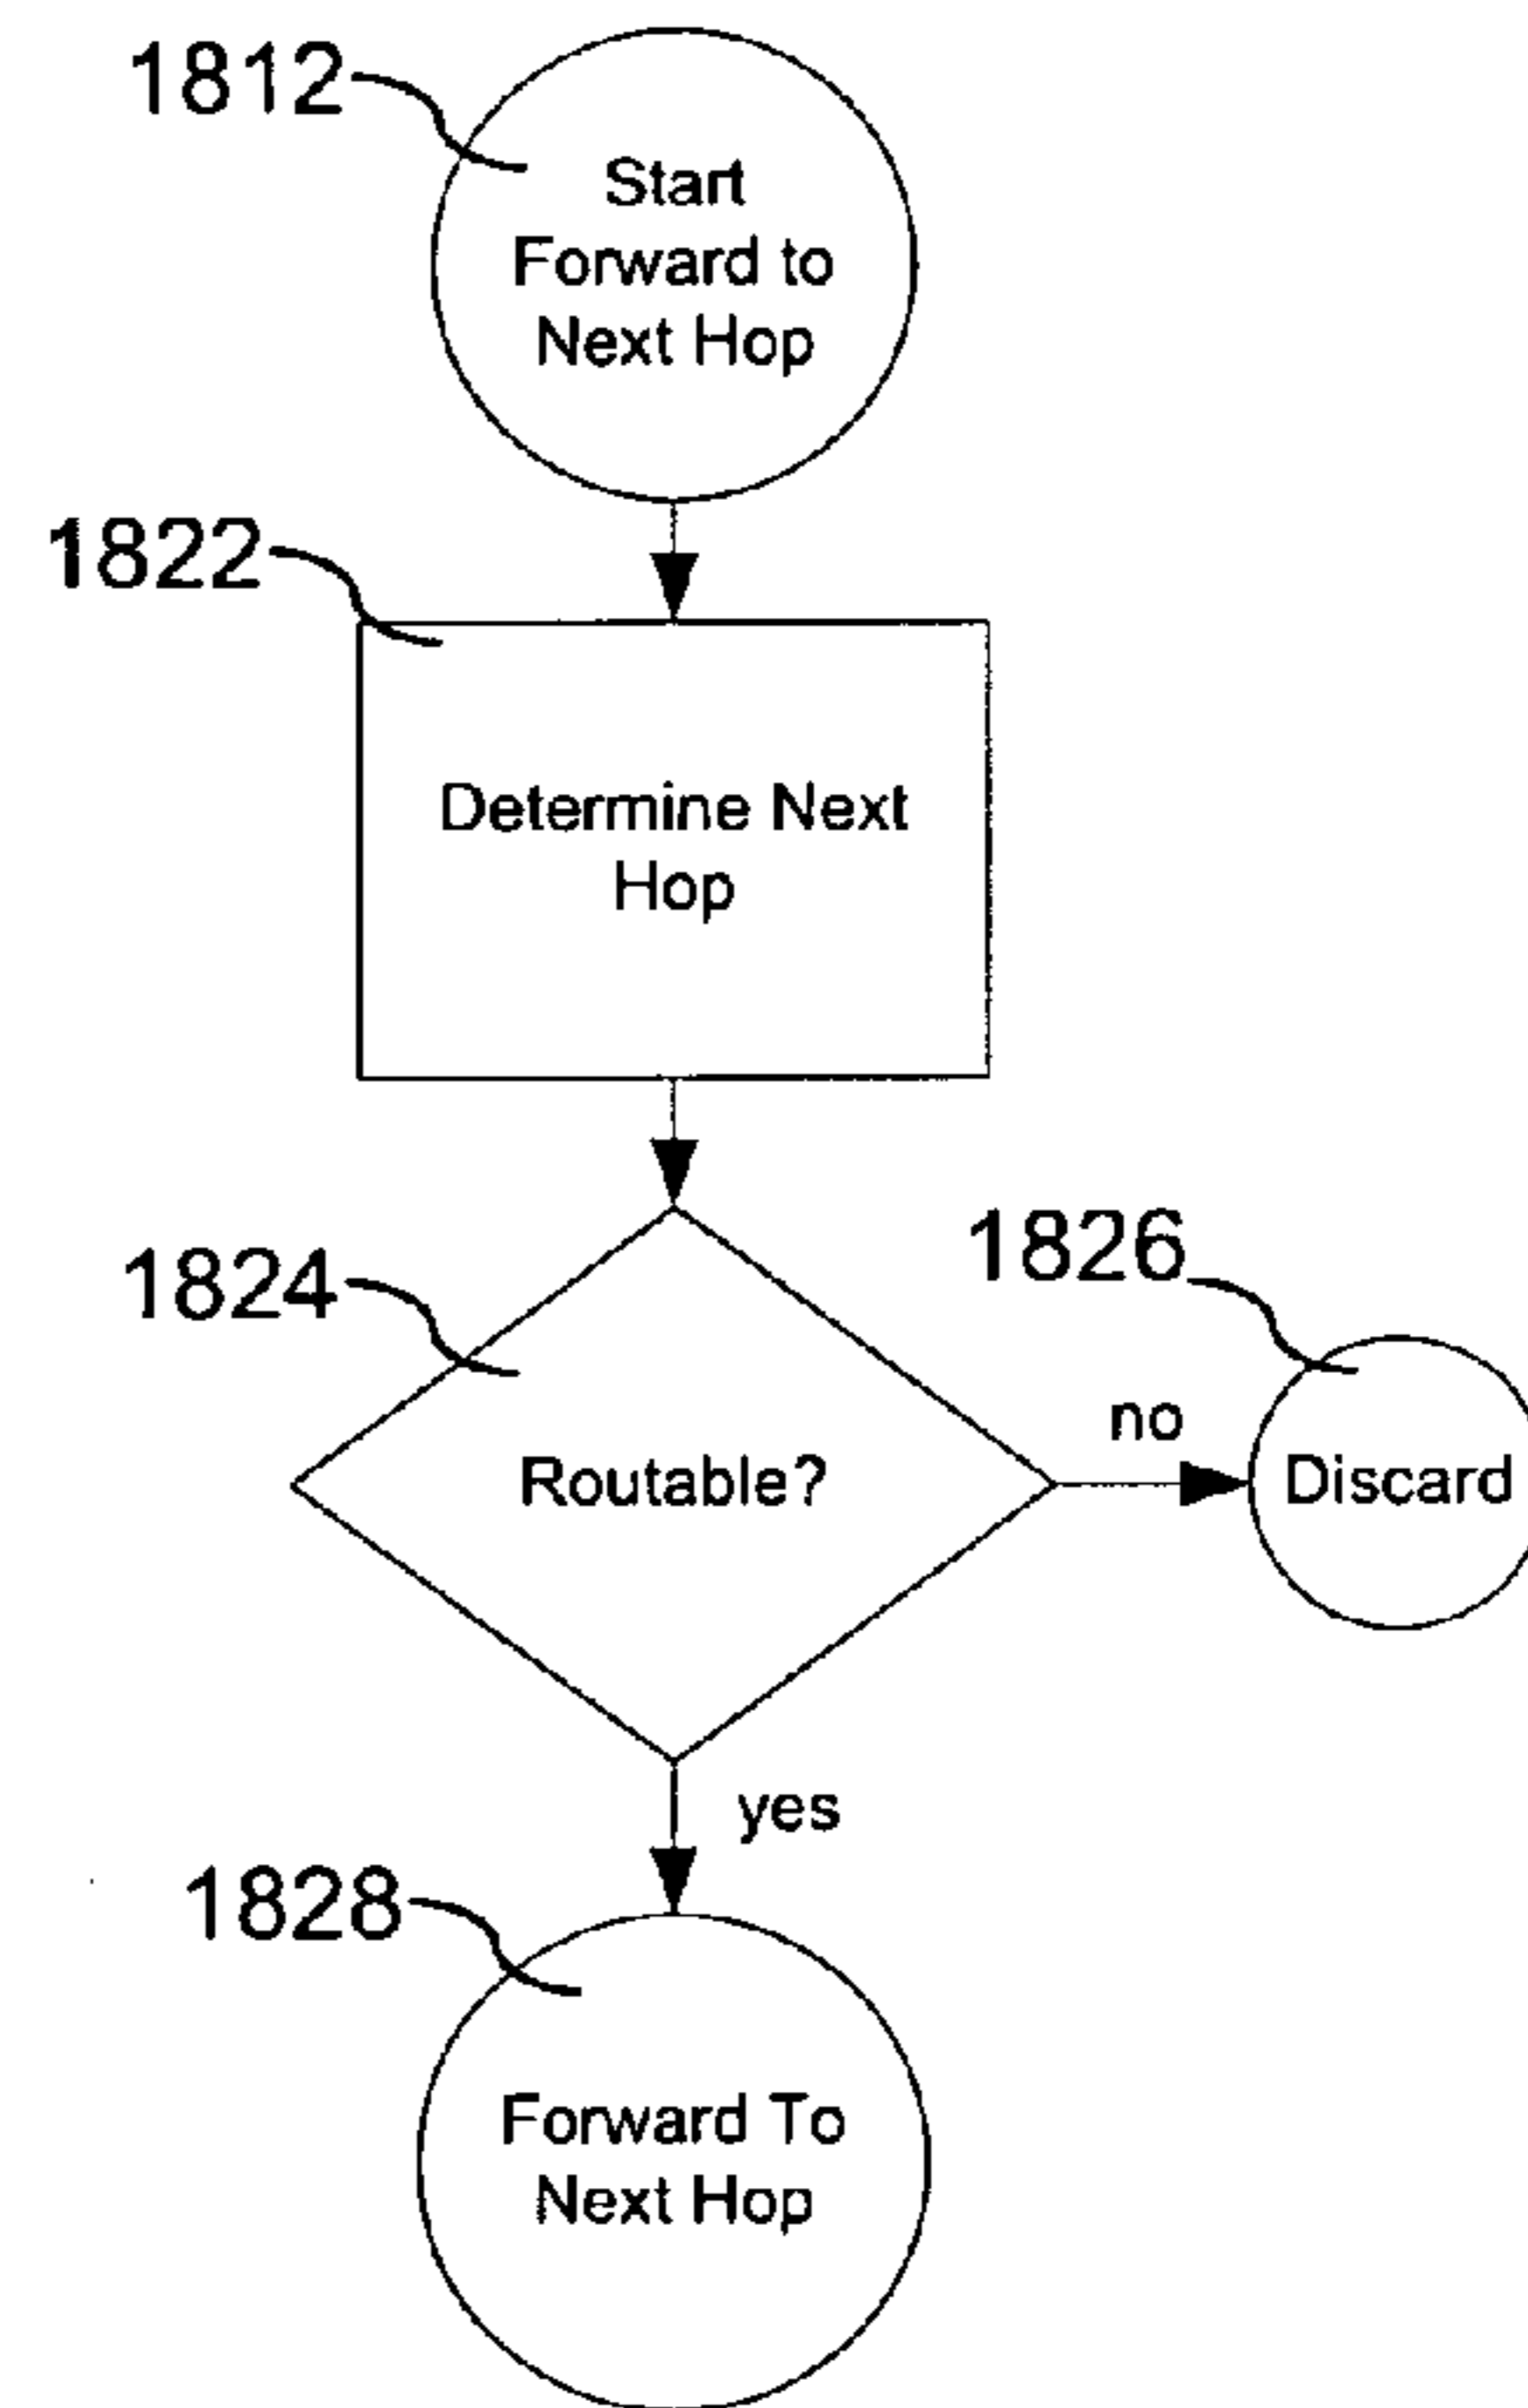 1812
Start
Forward to
Next Hop
1822
Determine Next
Hop
1824
1826
Routable?
no
Discard
yes
1828
Forward To
Next Hop